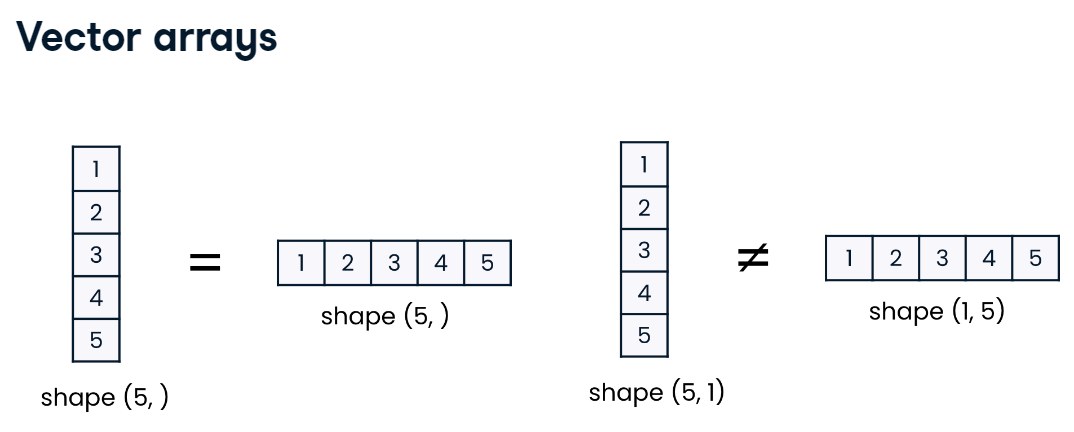 Vector arrays
1
2
3
4
5
shape (5, )
=
1 2 3 4 5
shape (5, )
1
2
3
4
5
shape (5, 1)
≠
1 2 3 4 5
shape (1, 5)